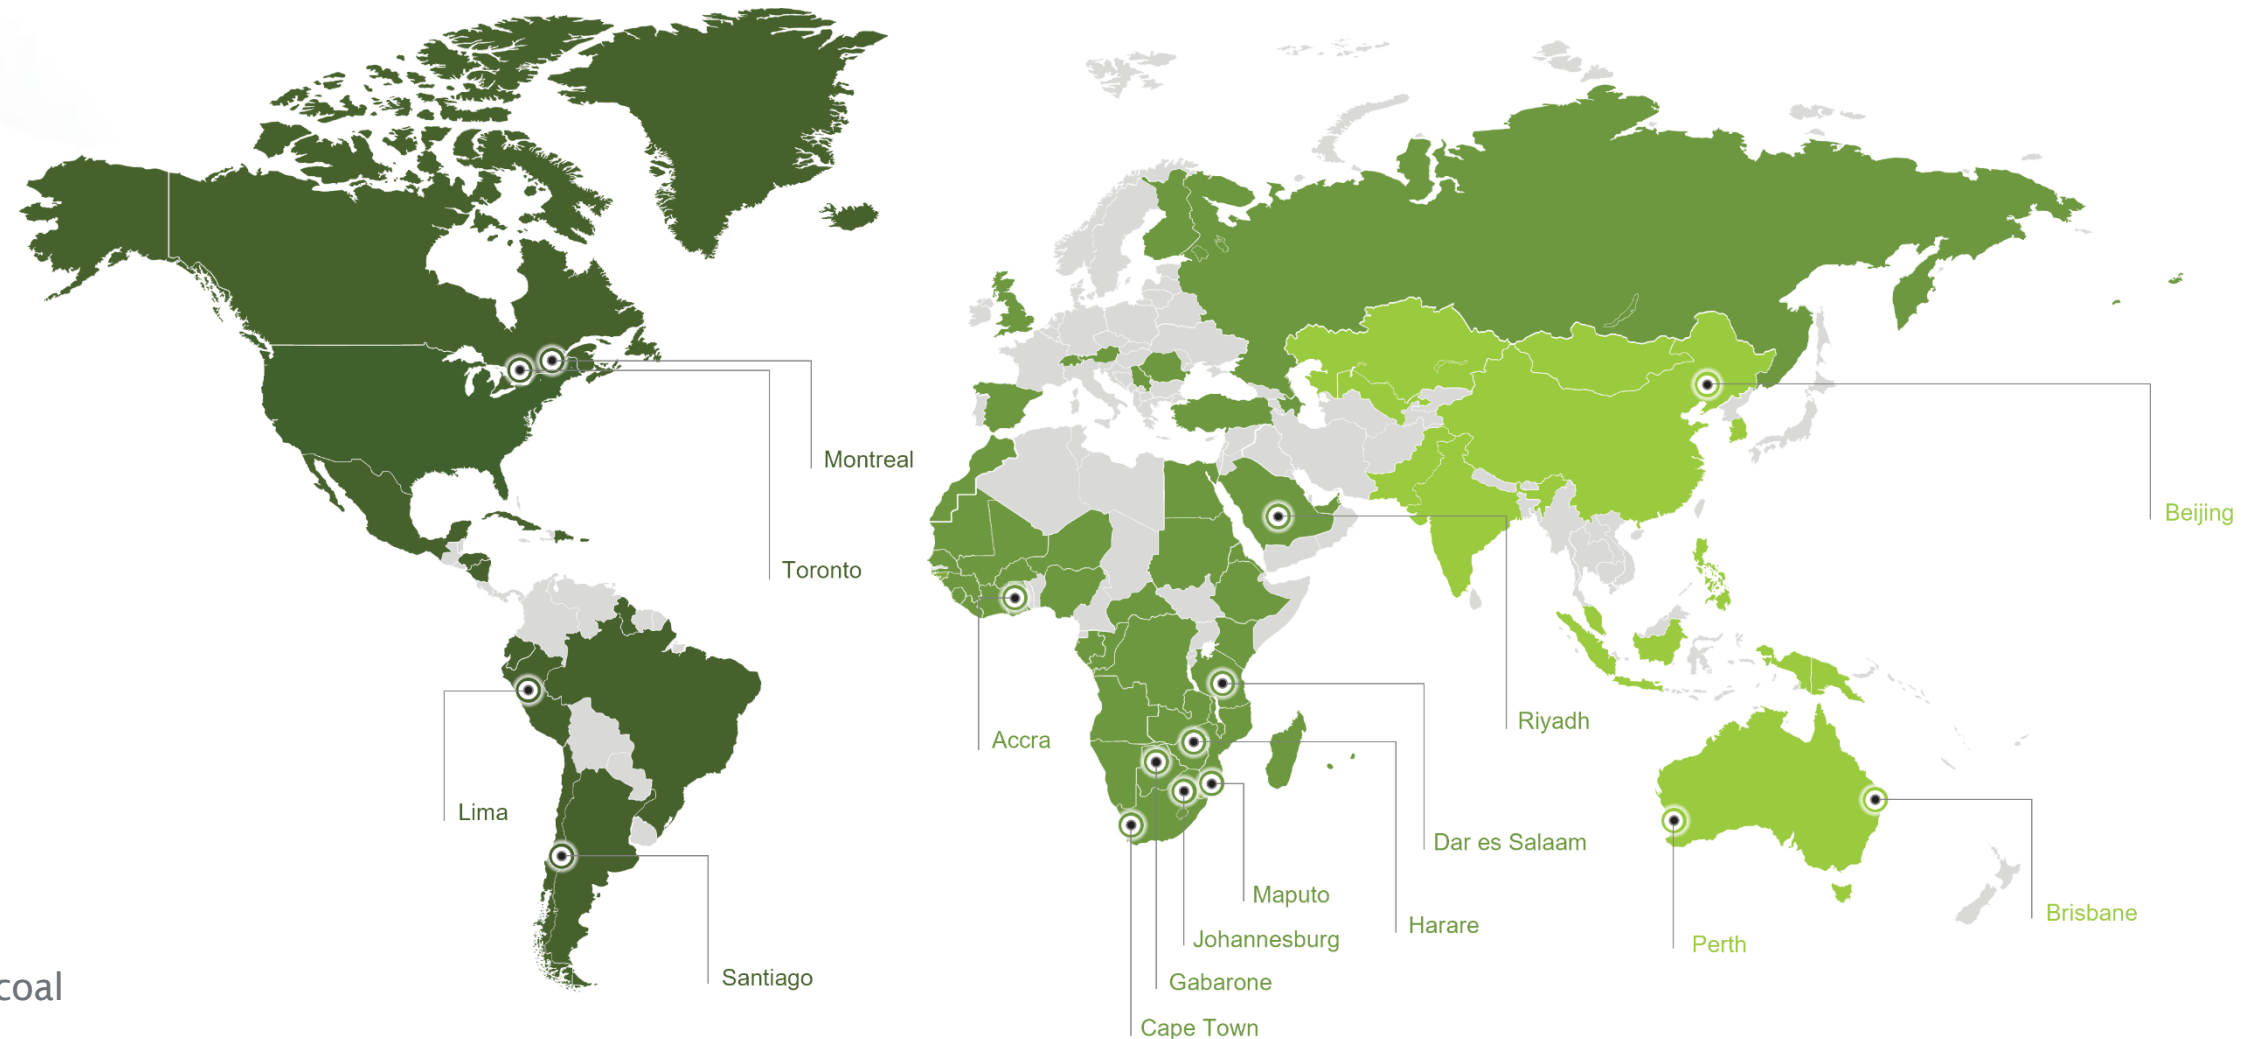 Montreal
Beijing
Toronto
Riyadh
Accra
Lima
Dar es Salaam
Maputo
Harare
Brisbane
Johannesburg
Perth
Santiago
Gabarone
coal
Cape Town